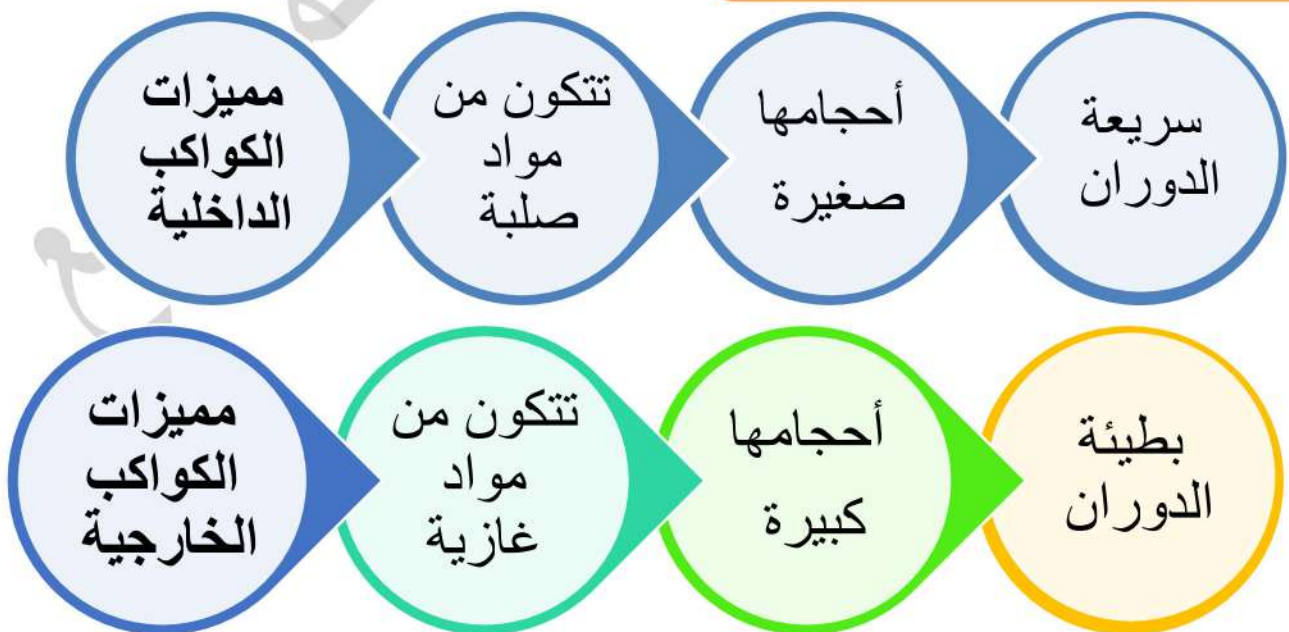 مميزات
الكواكب
الداخلية
تتكون من
مواد
صلبة
أحجامها
صغيرة
سريعة
الدوران
مميزات
الكواكب
الخارجية
تتكون من
مواد
غازية
أحجامها
كبيرة
بطيئة
الدوران